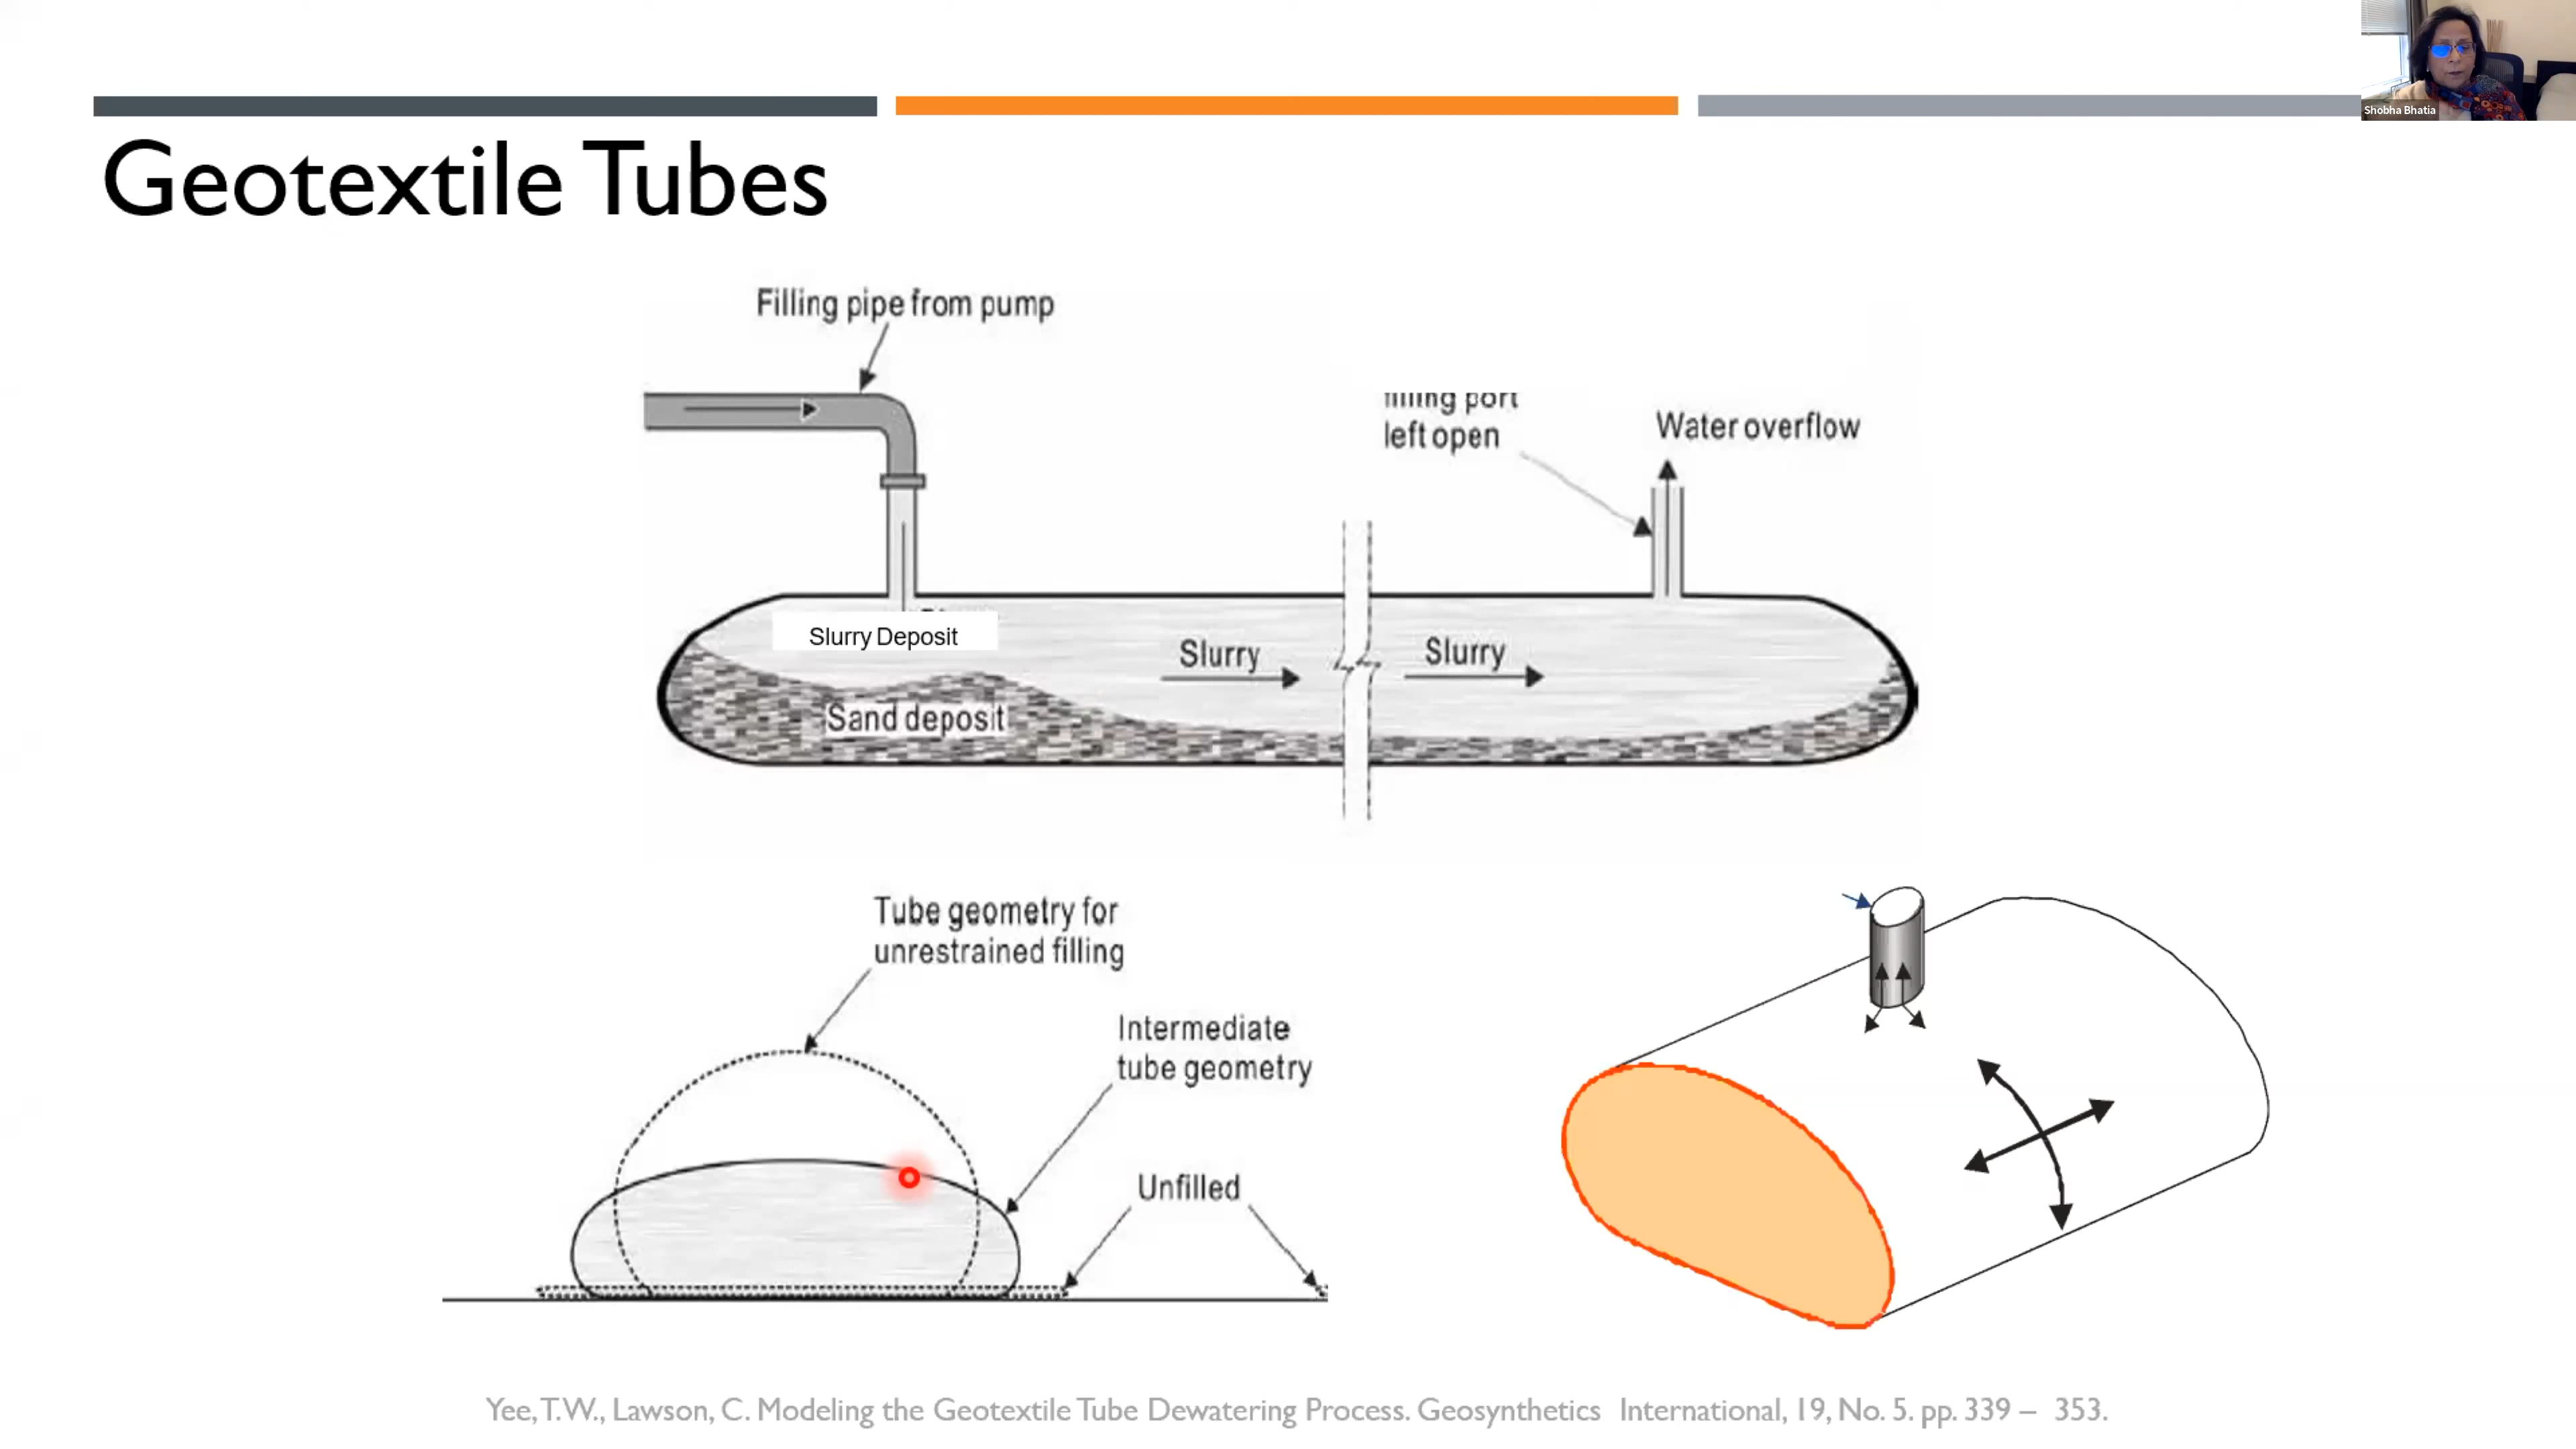 Shobha Bhatia
Geotextile Tubes
Filling pipe from pump
filling port
left open
Water overflow
Slurry Deposit
Slurry
Slurry
Sand deposit
Tube geometry for
unrestrained filling
Intermediate
tube geometry
Unfilled
Yee, T.W., Lawson, C. Modeling the Geotextile Tube Dewatering Process. Geosynthetics International, 19, No. 5. pp. 339 – 353.